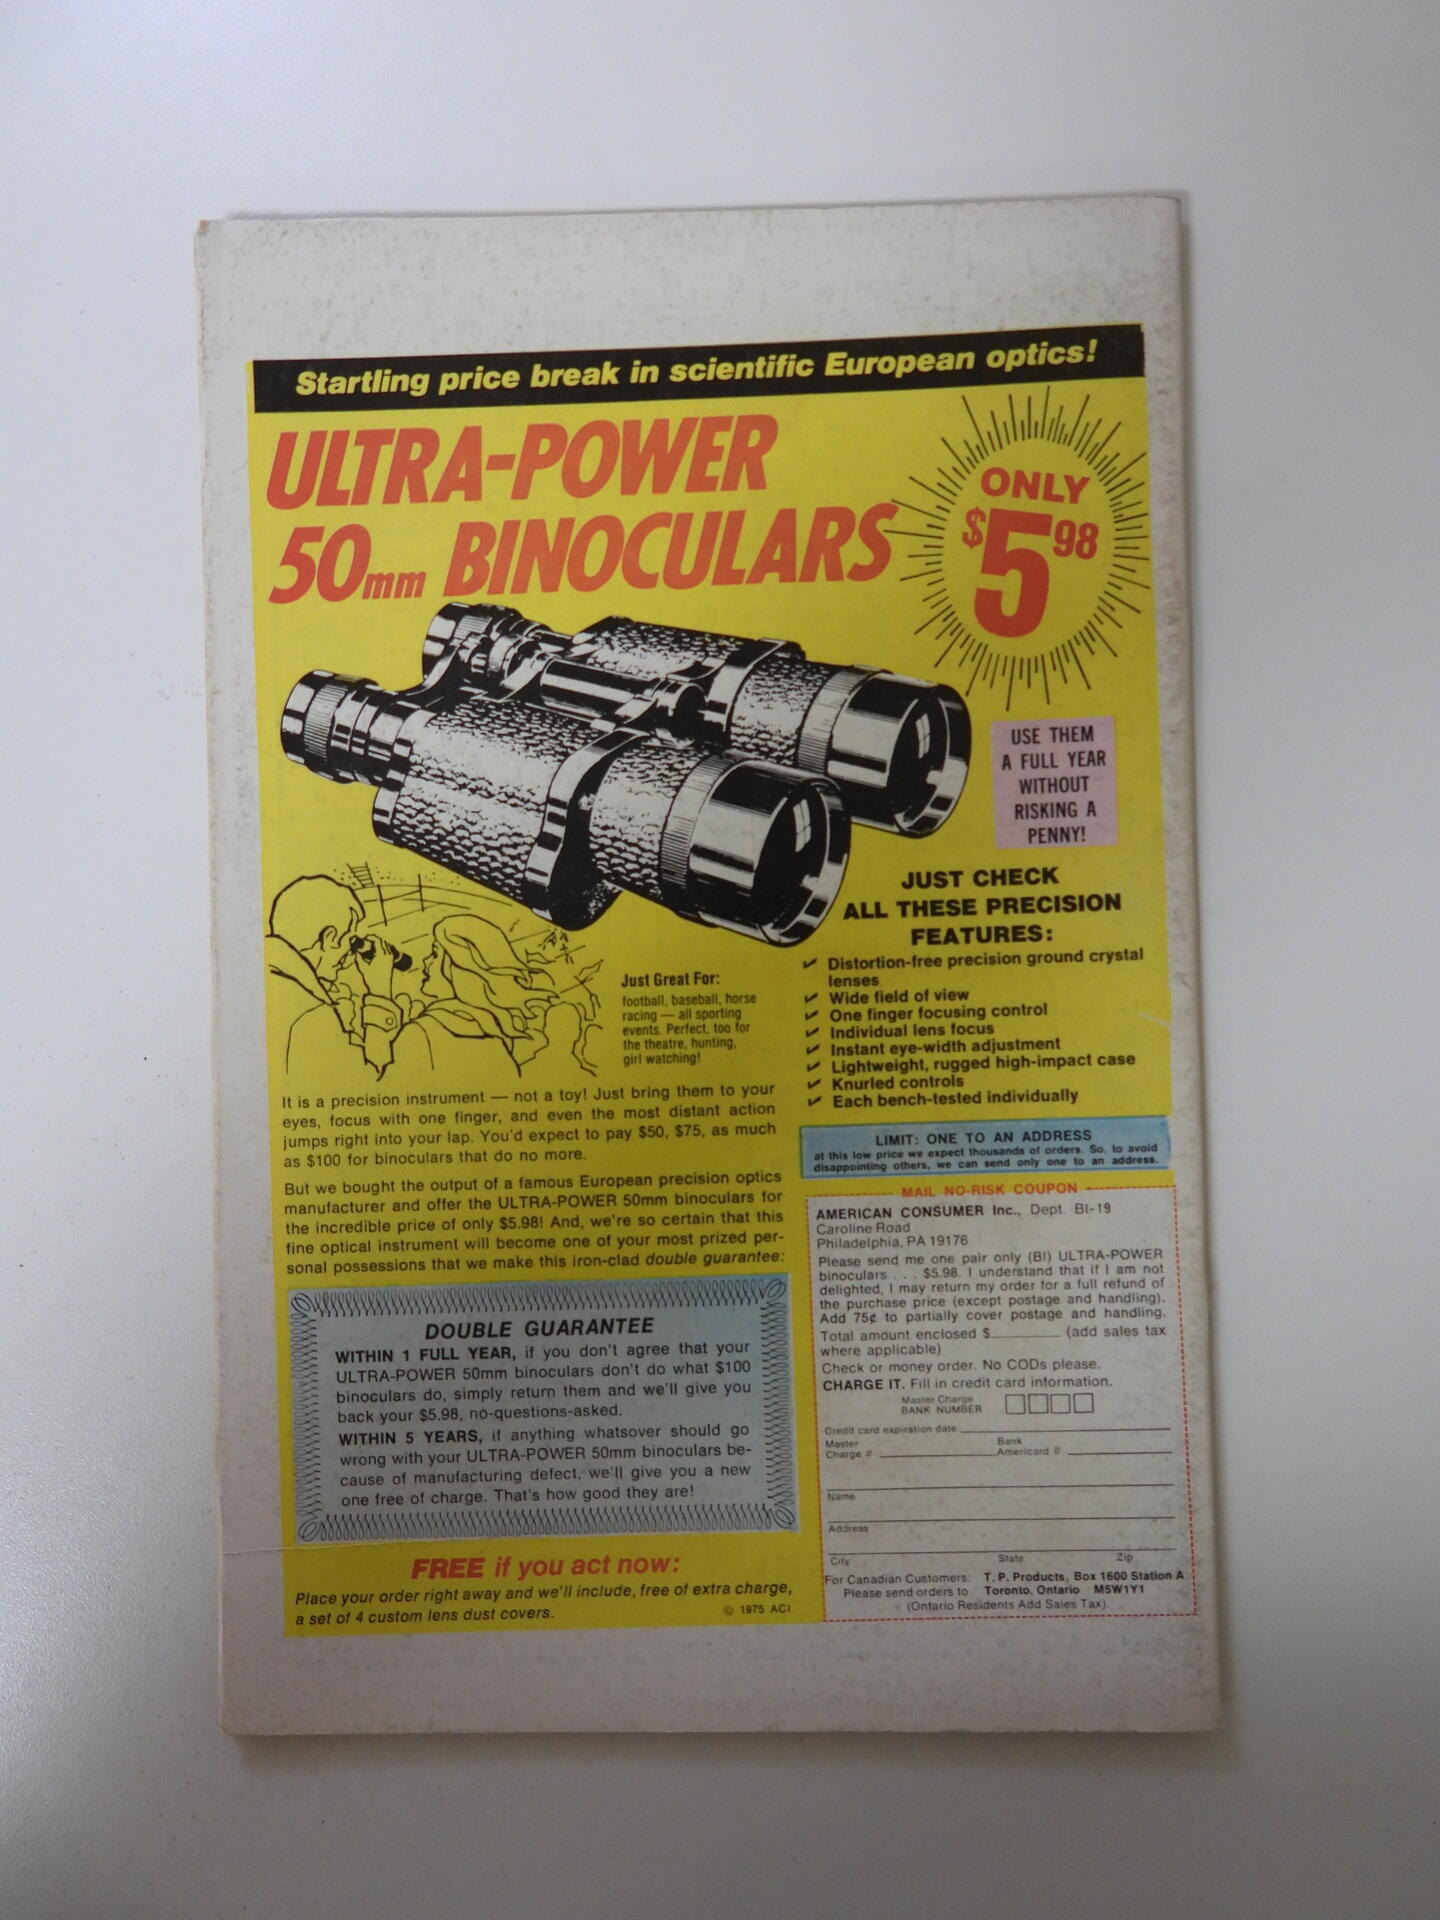 Startling price break in scientific European optics!
ULTRA-POWER
50mm BINOCULARS
ONLY
$5 98
USE THEM
A FULL YEAR
WITHOUT
RISKING A
PENNY!
Just Great For:
football, baseball, horse
racing — all sporting
events. Perfect, too for
the theatre, hunting,
girl watching!
It is a precision instrument — not a toy! Just bring them to your
eyes, focus with one finger, and even the most distant action
jumps right into your lap. You'd expect to pay $50, $75, as much
as $100 for binoculars that do no more.
But we bought the output of a famous European precision optics
manufacturer and offer the ULTRA-POWER 50mm binoculars for
the incredible price of only $5.98! And, we're so certain that this
fine optical instrument will become one of your most prized per-
sonal possessions that we make this iron-clad double guarantee:
DOUBLE GUARANTEE
WITHIN 1 FULL YEAR, if you don't agree that your
ULTRA-POWER 50mm binoculars don't do what $100
binoculars do, simply return them and we'll give you
back your $5.98, no-questions-asked.
WITHIN 5 YEARS, if anything whatsoever should go
wrong with your ULTRA-POWER 50mm binoculars be-
cause of manufacturing defect, we'll give you a new
one free of charge. That's how good they are!
FREE if you act now:
Place your order right away and we'll include, free of extra charge,
a set of 4 custom lens dust covers.
© 1975 ACI
JUST CHECK
ALL THESE PRECISION
FEATURES:
✓ Distortion-free precision ground crystal
lenses
✓ Wide field of view
✓ One finger focusing control
✓ Individual lens focus
✓ Instant eye-width adjustment
✓ Lightweight, rugged high-impact case
✓ Knurled controls
✓ Each bench-tested individually
LIMIT: ONE TO AN ADDRESS
at this low price we expect thousands of orders. So, to avoid
disappointing others, we can send only one to an address.
MAIL NO-RISK COUPON
AMERICAN CONSUMER Inc., Dept. BI-19
Caroline Road
Philadelphia, PA 19176
Please send me one pair only (BI) ULTRA-POWER
binoculars . . . $5.98. I understand that if I am not
delighted, I may return my order for a full refund of
the purchase price (except postage and handling).
Add 75¢ to partially cover postage and handling.
Total amount enclosed $________ (add sales tax
where applicable)
Check or money order. No CODs please.
CHARGE IT. Fill in credit card information.
Master Charge
BANK NUMBER
Credit card expiration date
Master Bank
Charge # Americard #
Name
Address
City State Zip
For Canadian Customers: T. P. Products, Box 1600 Station A
Please send orders to Toronto, Ontario M5W1Y1
(Ontario Residents Add Sales Tax).